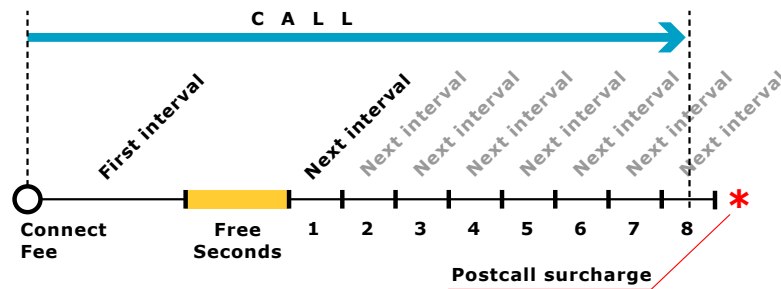 C A L L
First interval
Next interval
Next interval
Next interval
Next interval
Next interval
Next interval
Next interval
Next interval
*
Connect
Fee
Free
Seconds
1 2 3 4 5 6 7 8
Postcall surcharge